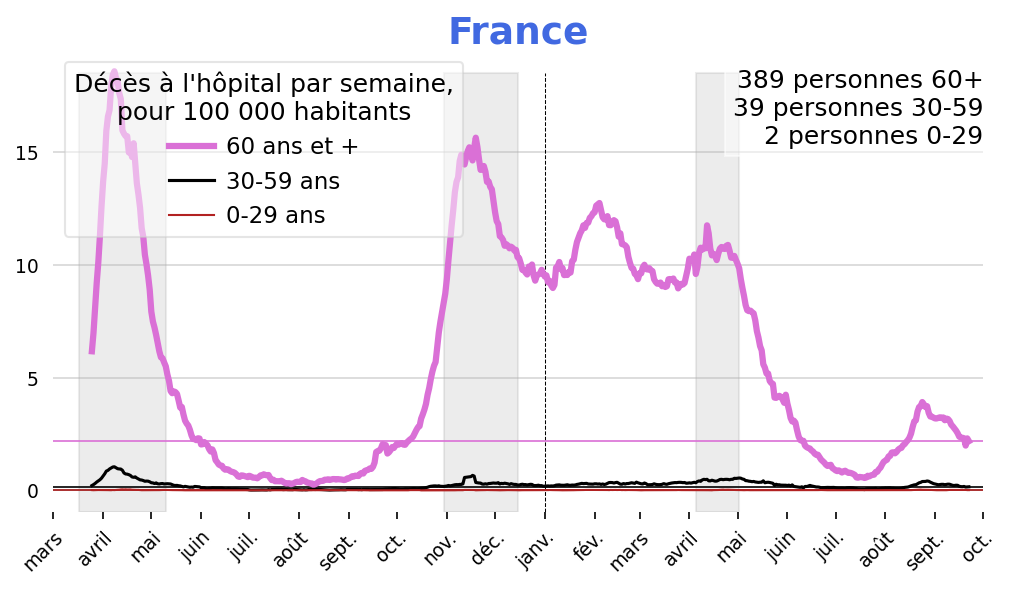 France
Décès à l'hôpital par semaine,
pour 100 000 habitants
60 ans et +
30-59 ans
0-29 ans
389 personnes 60+
39 personnes 30-59
2 personnes 0-29
15
10
5
0
mars
avril
mai
juin
juil.
août
sept.
oct.
nov.
déc.
janv.
fév.
mars
avril
mai
juin
juil.
août
sept.
oct.